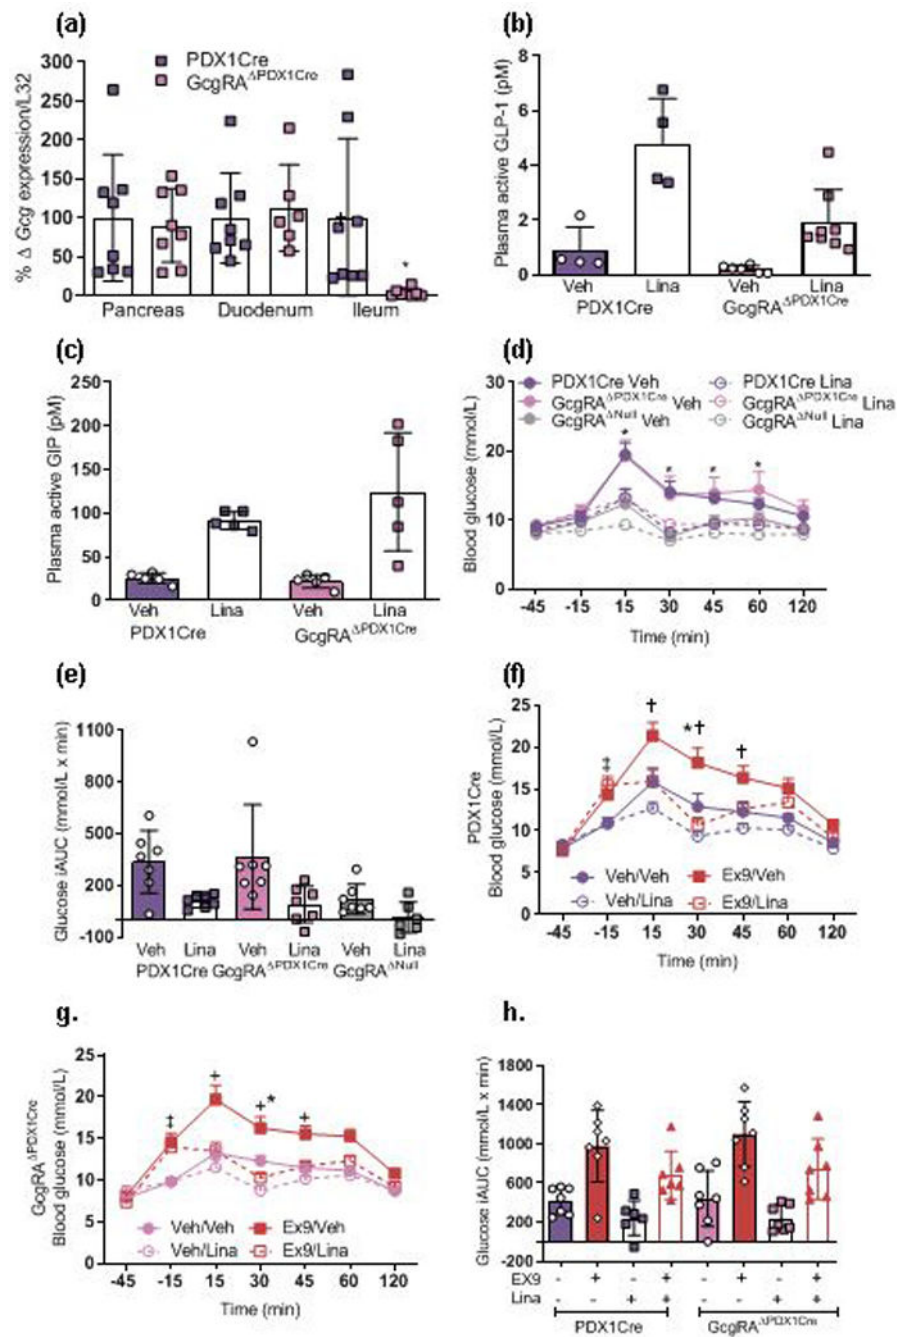 (a)
PDX1Cre
GcgRA^ΔPDX1Cre
% Δ Gcg expression/L32
300
250
200
150
100
50
0
*
Pancreas Duodenum Ileum
(b)
Plasma active GLP-1 (pM)
8
6
4
2
0
Veh Lina Veh Lina
PDX1Cre GcgRA^ΔPDX1Cre
(c)
Plasma active GIP (pM)
250
200
150
100
50
0
Veh Lina Veh Lina
PDX1Cre GcgRA^ΔPDX1Cre
(d)
PDX1Cre Veh PDX1Cre Lina
GcgRA^ΔPDX1Cre Veh GcgRA^ΔPDX1Cre Lina
GcgRA^ΔNull Veh GcgRA^ΔNull Lina
Blood glucose (mmol/L)
30
20
10
0
* * * *
-45 -15 15 30 45 60 120
Time (min)
(e)
Glucose iAUC (mmol/L x min)
1100
800
500
200
-100
Veh Lina Veh Lina Veh Lina
PDX1Cre GcgRA^ΔPDX1Cre GcgRA^ΔNull
(f)
PDX1Cre
Blood glucose (mmol/L)
25
20
15
10
5
0
‡ † *† †
Veh/Veh Ex9/Veh
Veh/Lina Ex9/Lina
-45 -15 15 30 45 60 120
Time (min)
g.
GcgRA^ΔPDX1Cre
Blood glucose (mmol/L)
25
20
15
10
5
0
‡ + +* +
Veh/Veh Ex9/Veh
Veh/Lina Ex9/Lina
-45 -15 15 30 45 60 120
Time (min)
h.
Glucose iAUC (mmol/L x min)
1800
1400
1000
600
200
-200
EX9 - + - + - + - +
Lina - - + + - - + +
PDX1Cre GcgRA^ΔPDX1Cre